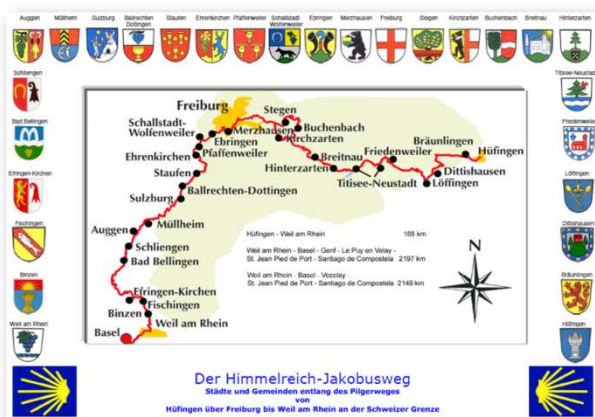 Auggen Müllheim Sulzburg Ballrechten Dottingen Staufen Ehrenkirchen Pfaffenweiler Schallstadt Wolfenweiler Ebringen Merzhausen Freiburg Stegen Kirchzarten Buchenbach Breitnau Hinterzarten
Schliengen
Titisee-Neustadt
Bad Bellingen
Friedenweiler
Efringen-Kirchen
Löffingen
Fischingen
Dittishausen
Binzen
Bräunlingen
Weil am Rhein
Hüfingen
Freiburg
Stegen
Schallstadt-
Wolfenweiler
Merzhausen
Buchenbach
Ebringen
Kirchzarten
Bräunlingen
Pfaffenweiler
Friedenweiler
Hüfingen
Ehrenkirchen
Breitnau
Staufen
Hinterzarten
Dittishausen
Titisee-Neustadt
Löffingen
Ballrechten-Dottingen
Sulzburg
Müllheim
Auggen
Schliengen
Bad Bellingen
Efringen-Kirchen
Fischingen
Binzen
Weil am Rhein
Basel
Hüfingen - Weil am Rhein 165 km
Weil am Rhein - Basel - Genf - Le Puy en Velay -
St. Jean Pied de Port - Santiago de Compostela 2197 km
Weil am Rhein - Basel - Vezelay -
St. Jean Pied de Port - Santiago de Compostela 2149 km
N
Der Himmelreich-Jakobusweg
Städte und Gemeinden entlang des Pilgerweges
von
Hüfingen über Freiburg bis Weil am Rhein an der Schweizer Grenze